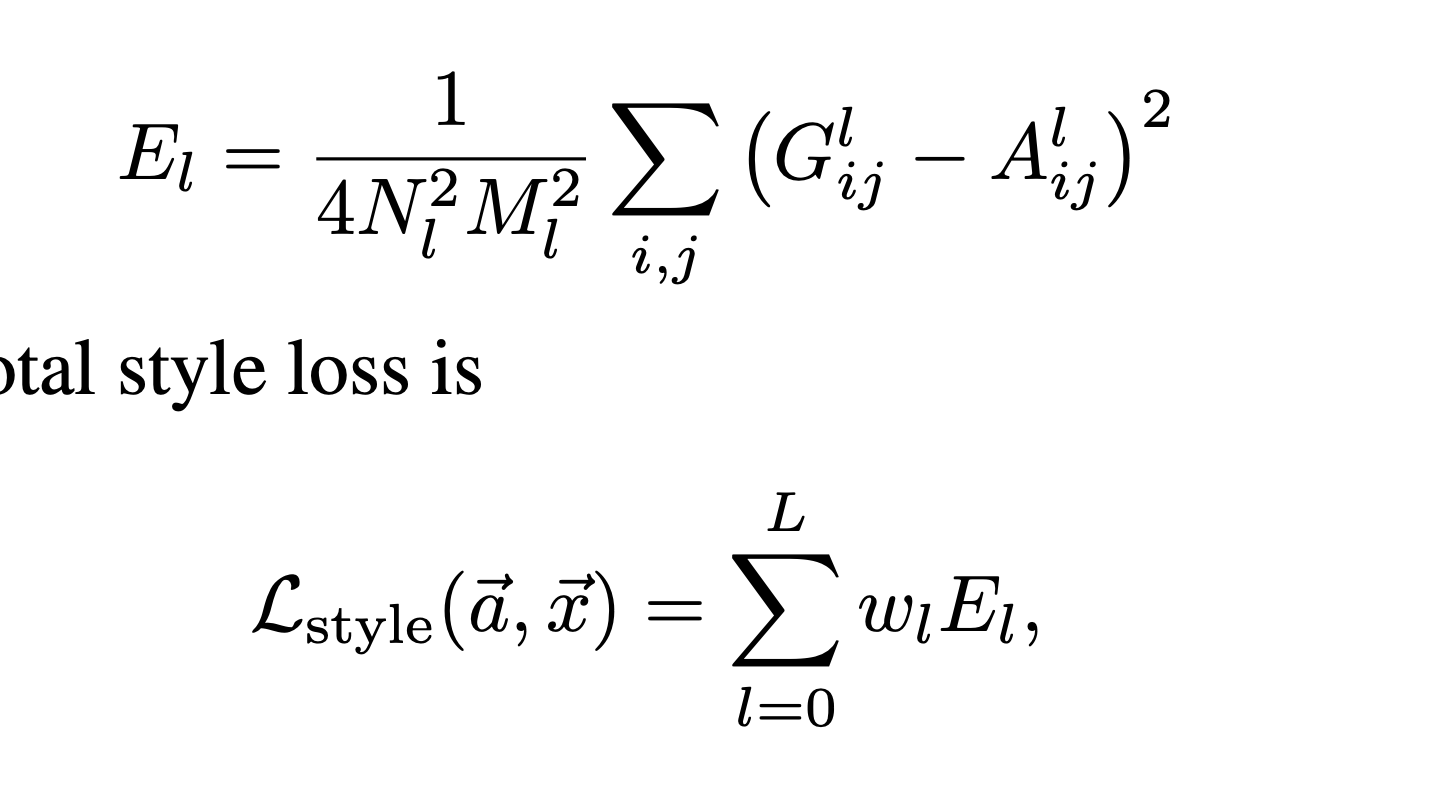 E_l = \frac{1}{4N_l^2 M_l^2} \sum_{i,j} \left( G_{ij}^l - A_{ij}^l \right)^2
otal style loss is
\mathcal{L}_{\text{style}}(\vec{a}, \vec{x}) = \sum_{l=0}^{L} w_l E_l,